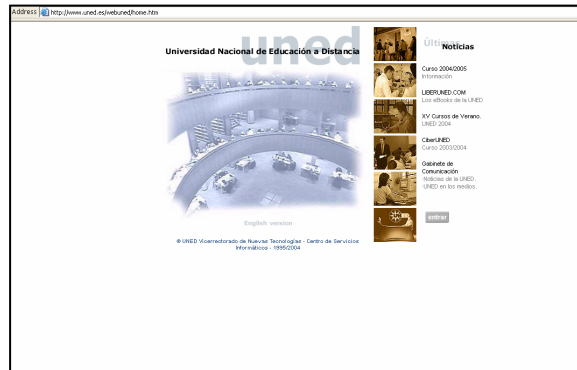 Address http://www.uned.es/webuned/home.htm
uned
Universidad Nacional de Educación a Distancia
English version
© UNED Vicerrectorado de Nuevas Tecnologías - Centro de Servicios
Informáticos - 1995/2004
Últimas
Noticias
Curso 2004/2005
Información
LIBERUNED.COM
Los eBooks de la UNED
XV Cursos de Verano.
UNED 2004
CiberUNED
Curso 2003/2004
Gabinete de
Comunicación
Noticias de la UNED.
UNED en los medios.
entrar